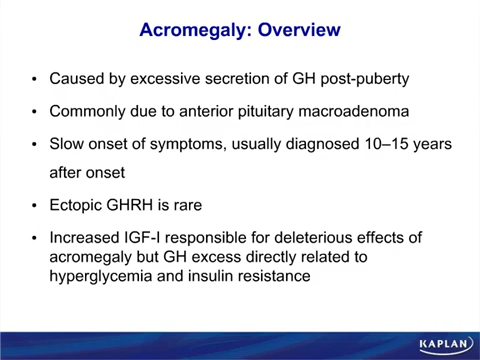 Acromegaly: Overview
• Caused by excessive secretion of GH post-puberty
• Commonly due to anterior pituitary macroadenoma
• Slow onset of symptoms, usually diagnosed 10–15 years
after onset
• Ectopic GHRH is rare
• Increased IGF-I responsible for deleterious effects of
acromegaly but GH excess directly related to
hyperglycemia and insulin resistance
KAPLAN